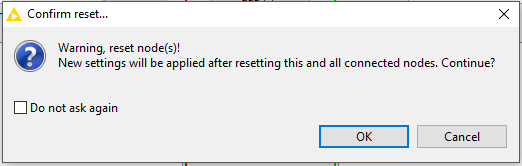 Confirm reset...
Warning, reset node(s)!
New settings will be applied after resetting this and all connected nodes. Continue?
Do not ask again
OK
Cancel